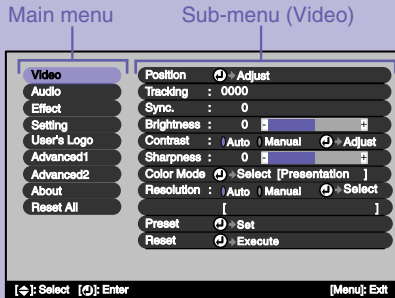 Main menu
Sub-menu (Video)
Video
Audio
Effect
Setting
User's Logo
Advanced1
Advanced2
About
Reset All
Position Adjust
Tracking : 0000
Sync. : 0
Brightness : 0 - +
Contrast : Auto Manual Adjust
Sharpness : 0 - +
Color Mode Select [Presentation ]
Resolution : Auto Manual Select
[ ]
Preset Set
Reset Execute
[ ]: Select [ ]: Enter [Menu]: Exit